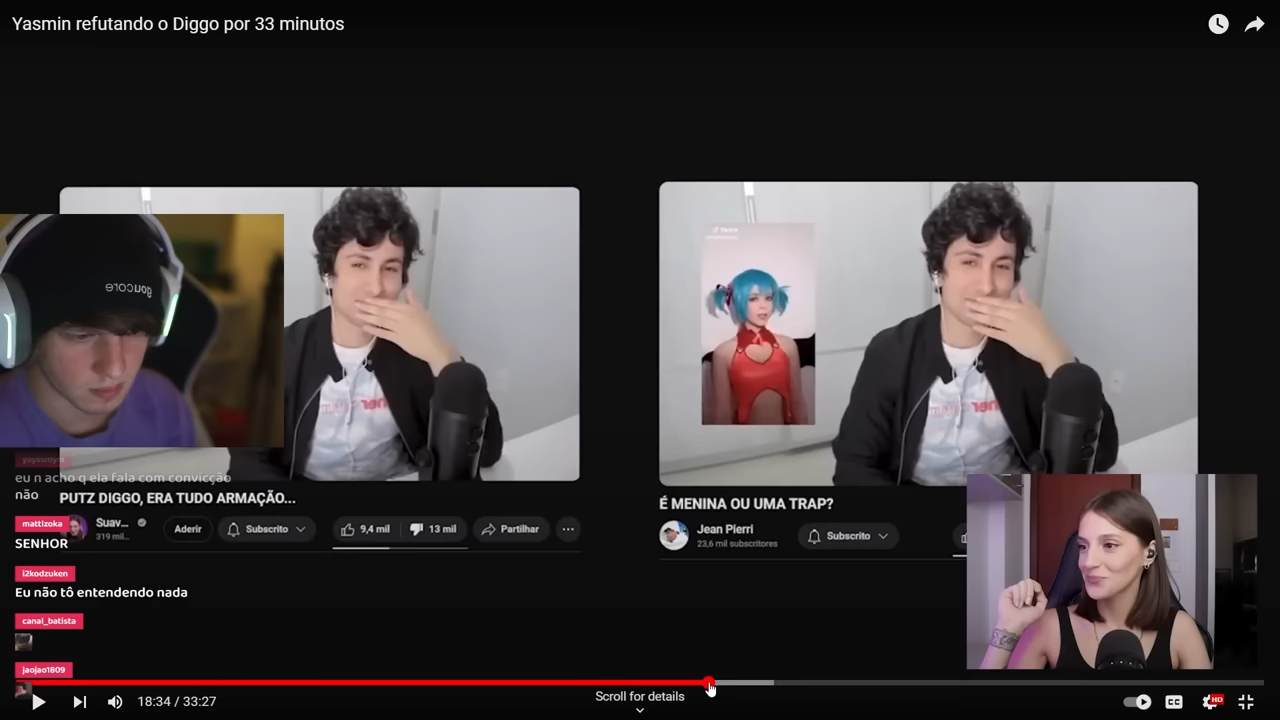 Yasmin refutando o Diggo por 33 minutos
goucore
eu n acho q ela fala com convicção
não
PUTZ DIGGO, ERA TUDO ARMAÇÃO...
mattizoka
Suav...
319 mil...
Aderir
Subscrito
9,4 mil
13 mil
Partilhar
SENHOR
i2kodzuken
Eu não tô entendendo nada
canal_batista
jaojao1809
É MENINA OU UMA TRAP?
Jean Pierri
23,6 mil subscritores
Subscrito
18:34 / 33:27
Scroll for details
CC
HD